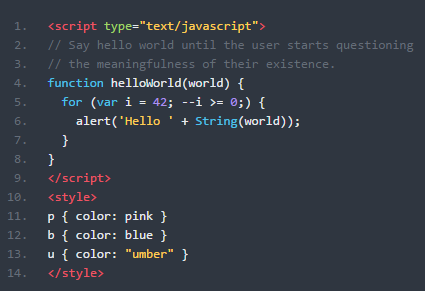 1. <script type="text/javascript">
2. // Say hello world until the user starts questioning
3. // the meaningfulness of their existence.
4. function helloWorld(world) {
5.   for (var i = 42; --i >= 0;) {
6.     alert('Hello ' + String(world));
7.   }
8. }
9. </script>
10. <style>
11. p { color: pink }
12. b { color: blue }
13. u { color: "umber" }
14. </style>